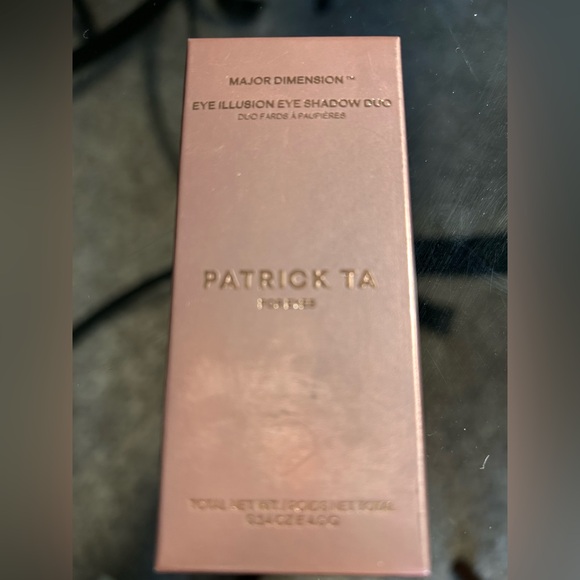 MAJOR DIMENSION™
EYE ILLUSION EYE SHADOW DUO
DUO FARDS À PAUPIÈRES
PATRICK TA
TOTAL NET WT. / POIDS NET TOTAL